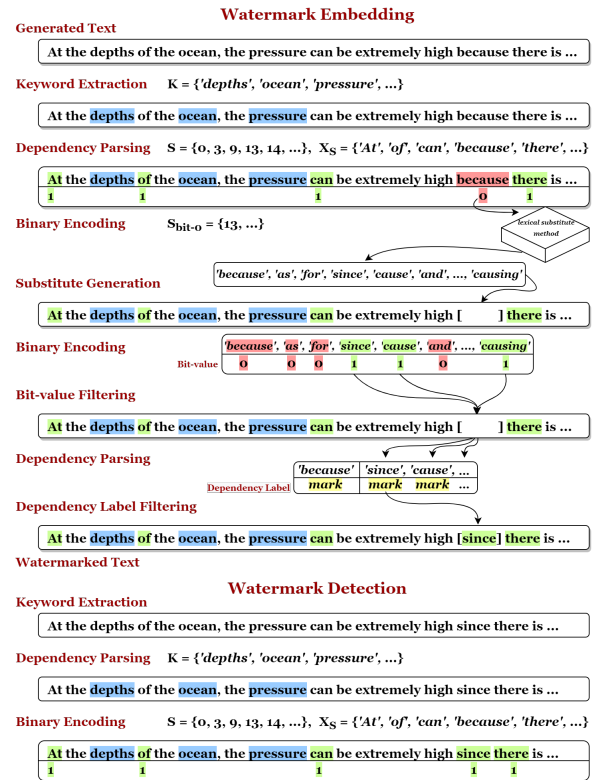 Watermark Embedding
Generated Text
At the depths of the ocean, the pressure can be extremely high because there is ...
Keyword Extraction K = {'depths', 'ocean', 'pressure', ...}
At the depths of the ocean, the pressure can be extremely high because there is ...
Dependency Parsing S = {0, 3, 9, 13, 14, ...}, XS = {'At', 'of', 'can', 'because', 'there', ...}
At the depths of the ocean, the pressure can be extremely high because there is ...
1 1 1 0 1
Binary Encoding Sbit-0 = {13, ...}
lexical substitute
method
'because', 'as', 'for', 'since', 'cause', 'and', ..., 'causing'
Substitute Generation
At the depths of the ocean, the pressure can be extremely high [ ] there is ...
Binary Encoding
'because', 'as', 'for', 'since', 'cause', 'and', ..., 'causing'
Bit-value 0 0 0 1 1 0 1
Bit-value Filtering
At the depths of the ocean, the pressure can be extremely high [ ] there is ...
Dependency Parsing
'because' 'since', 'cause', ...
Dependency Label mark mark mark ...
Dependency Label Filtering
At the depths of the ocean, the pressure can be extremely high [since] there is ...
Watermarked Text
Watermark Detection
Keyword Extraction
At the depths of the ocean, the pressure can be extremely high since there is ...
Dependency Parsing K = {'depths', 'ocean', 'pressure', ...}
At the depths of the ocean, the pressure can be extremely high since there is ...
Binary Encoding S = {0, 3, 9, 13, 14, ...}, XS = {'At', 'of', 'can', 'because', 'there', ...}
At the depths of the ocean, the pressure can be extremely high since there is ...
1 1 1 1 1